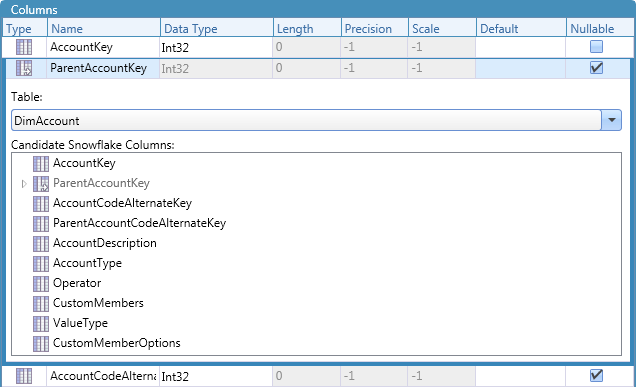 Columns
Type Name Data Type Length Precision Scale Default Nullable
AccountKey Int32 0 -1 -1
ParentAccountKey Int32 0 -1 -1
Table:
DimAccount
Candidate Snowflake Columns:
AccountKey
ParentAccountKey
AccountCodeAlternateKey
ParentAccountCodeAlternateKey
AccountDescription
AccountType
Operator
CustomMembers
ValueType
CustomMemberOptions
AccountCodeAlterna Int32 0 -1 -1